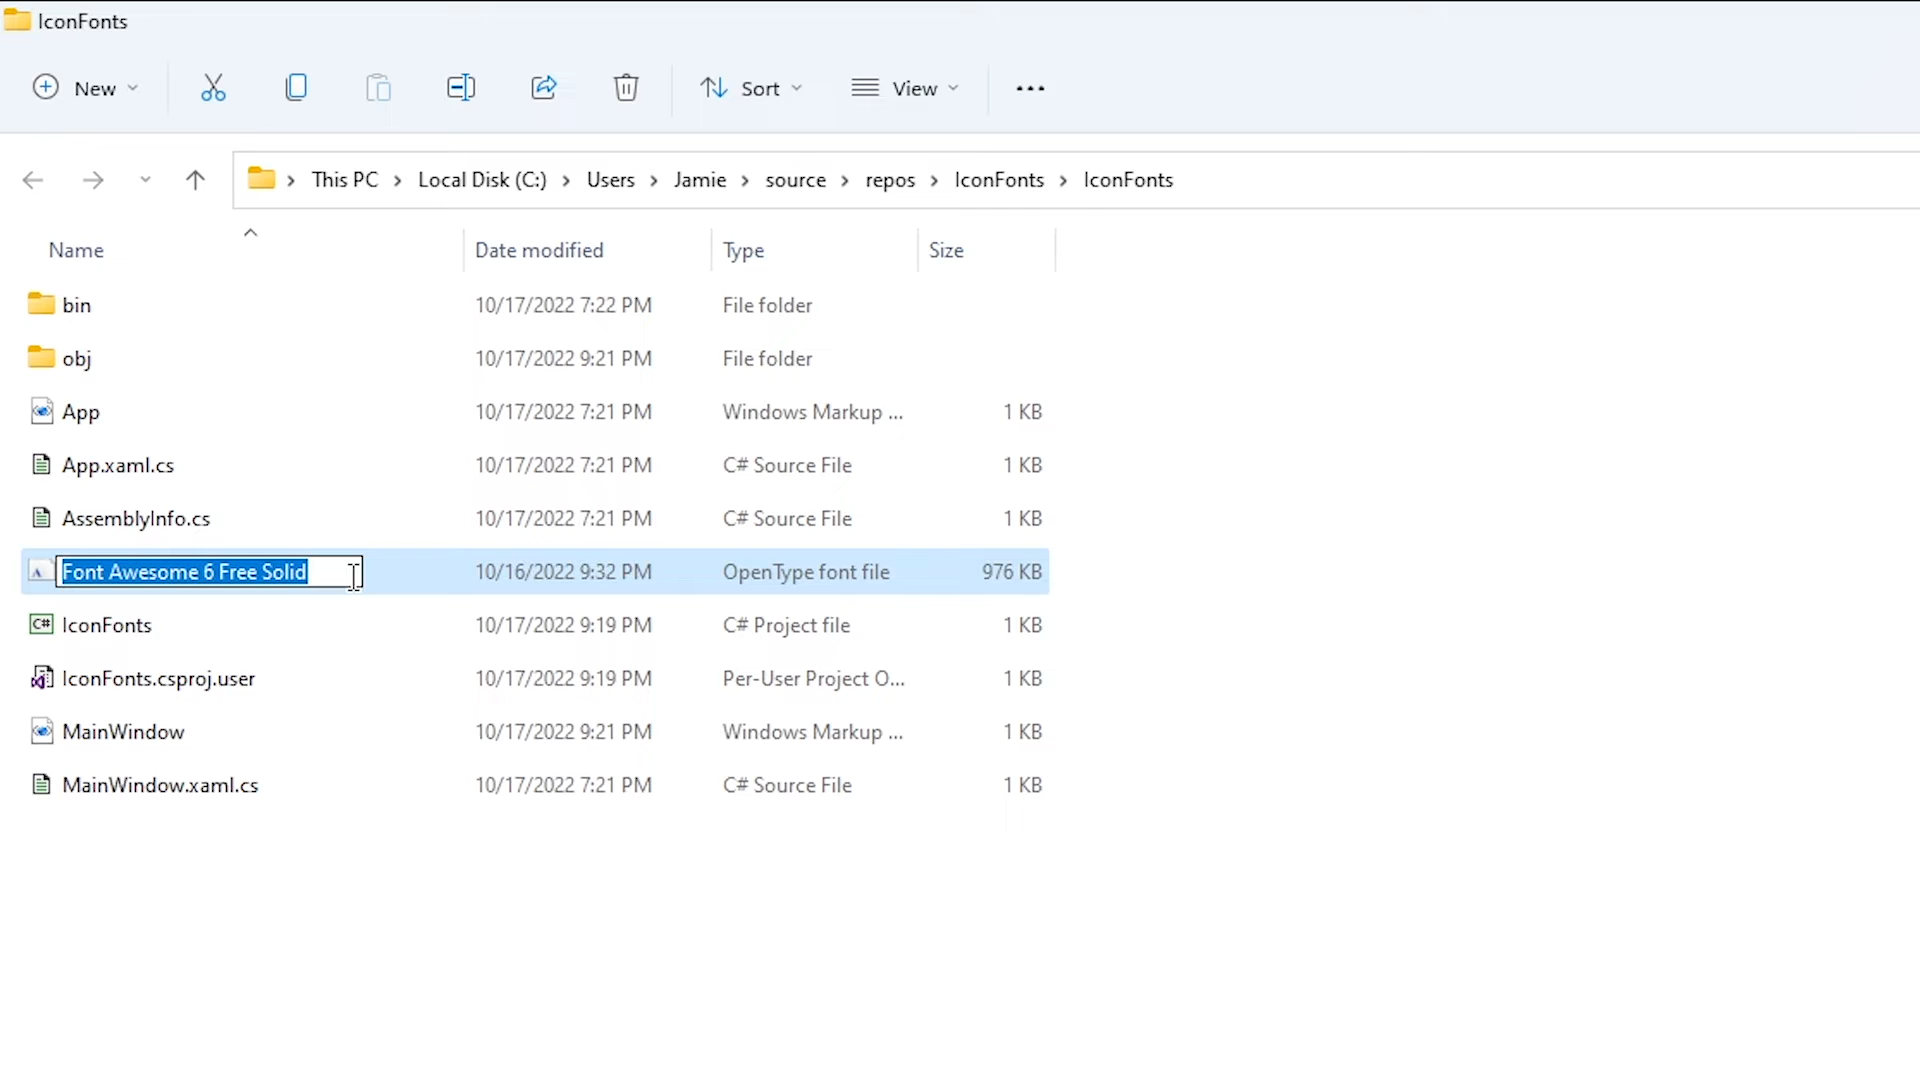 IconFonts
New
Sort
View
This PC > Local Disk (C:) > Users > Jamie > source > repos > IconFonts > IconFonts
Name Date modified Type Size
bin 10/17/2022 7:22 PM File folder
obj 10/17/2022 9:21 PM File folder
App 10/17/2022 7:21 PM Windows Markup ... 1 KB
App.xaml.cs 10/17/2022 7:21 PM C# Source File 1 KB
AssemblyInfo.cs 10/17/2022 7:21 PM C# Source File 1 KB
Font Awesome 6 Free Solid 10/16/2022 9:32 PM OpenType font file 976 KB
C# IconFonts 10/17/2022 9:19 PM C# Project file 1 KB
IconFonts.csproj.user 10/17/2022 9:19 PM Per-User Project O... 1 KB
MainWindow 10/17/2022 9:21 PM Windows Markup ... 1 KB
MainWindow.xaml.cs 10/17/2022 7:21 PM C# Source File 1 KB